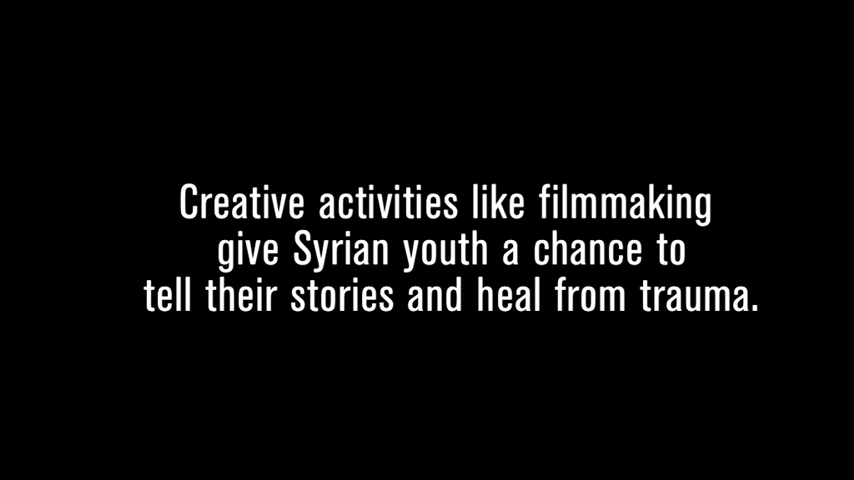 Creative activities like filmmaking
give Syrian youth a chance to
tell their stories and heal from trauma.